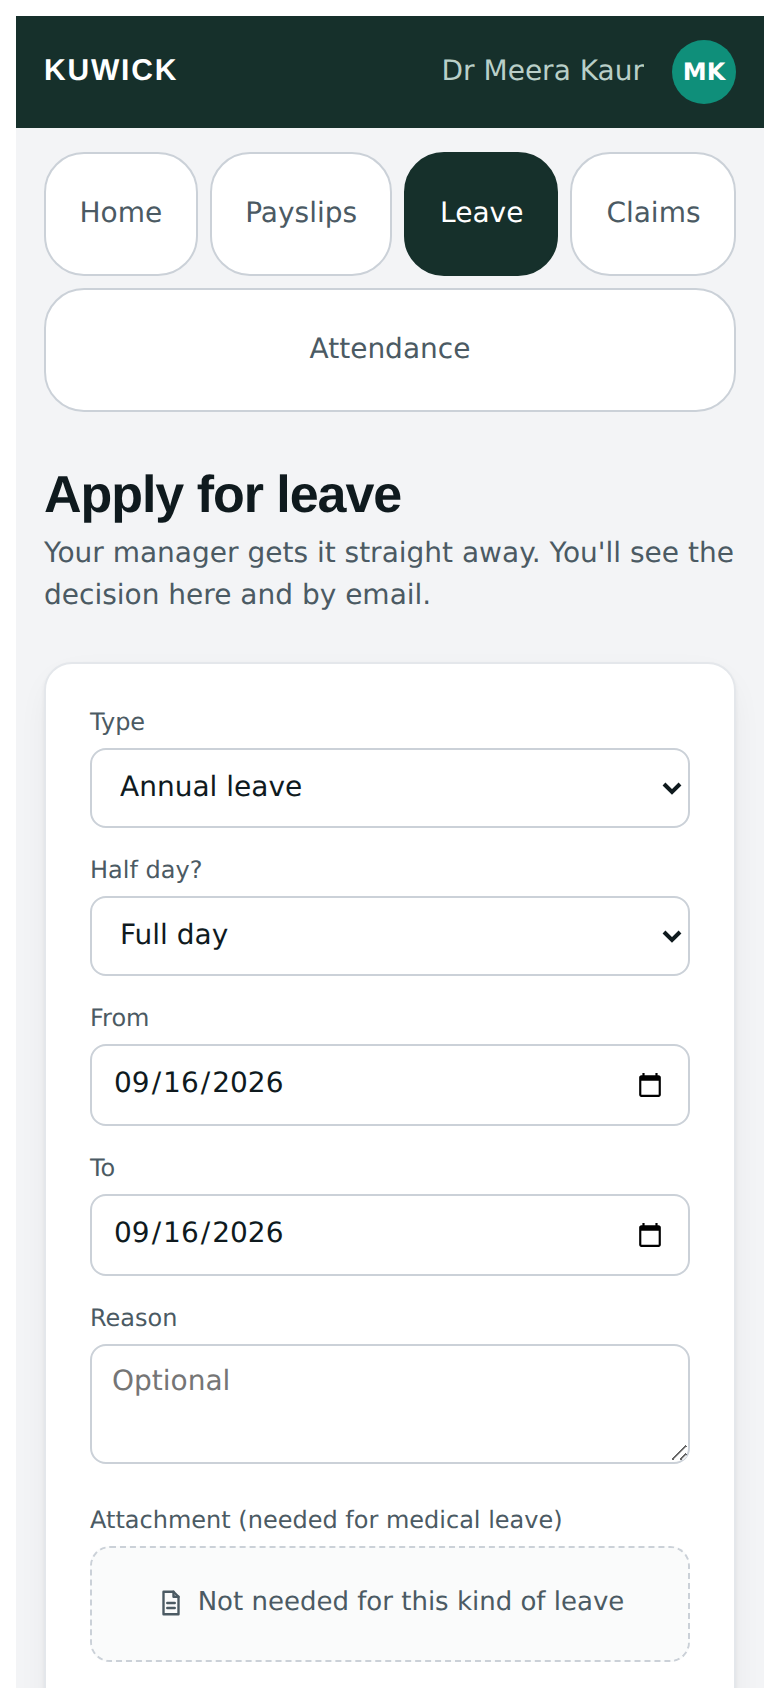 KUWICK
Dr Meera Kaur
MK
Home
Payslips
Leave
Claims
Attendance
Apply for leave
Your manager gets it straight away. You'll see the
decision here and by email.
Type
Annual leave
Half day?
Full day
From
09/16/2026
To
09/16/2026
Reason
Optional
Attachment (needed for medical leave)
Not needed for this kind of leave